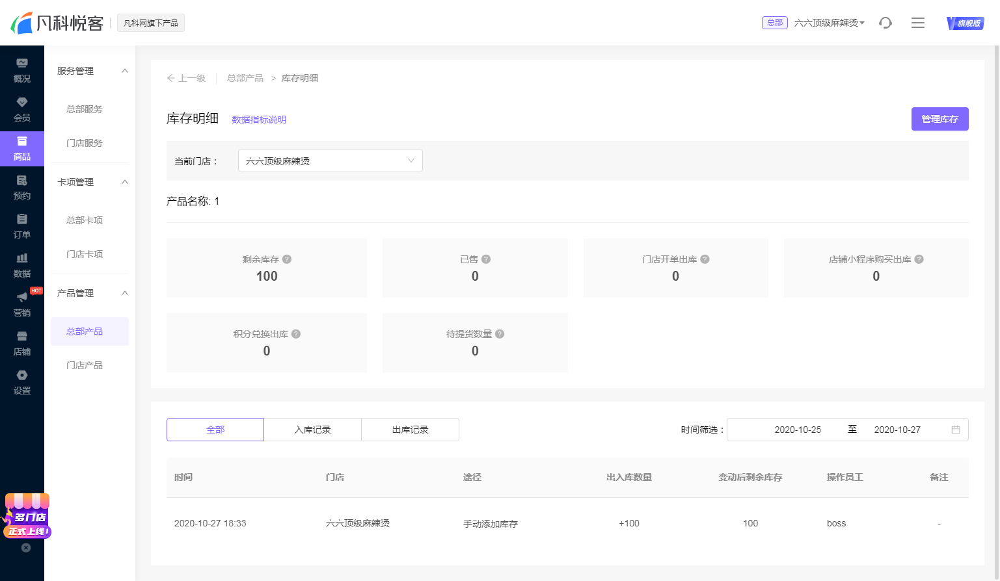 凡科悦客
凡科网旗下产品
总部 六六顶级麻辣烫
旗舰版
概况
会员
商品
预约
订单
数据
HOT
营销
店铺
设置
多门店
正式上线!
服务管理
总部服务
门店服务
卡项管理
总部卡项
门店卡项
产品管理
总部产品
门店产品
上一级 总部产品 > 库存明细
库存明细 数据指标说明
管理库存
当前门店： 六六顶级麻辣烫
产品名称: 1
剩余库存 ?
100
已售 ?
0
门店开单出库 ?
0
店铺小程序购买出库 ?
0
积分兑换出库 ?
0
待提货数量 ?
0
全部 入库记录 出库记录
时间筛选： 2020-10-25 至 2020-10-27
时间 门店 途径 出入库数量 变动后剩余库存 操作员工 备注
2020-10-27 18:33 六六顶级麻辣烫 手动添加库存 +100 100 boss -